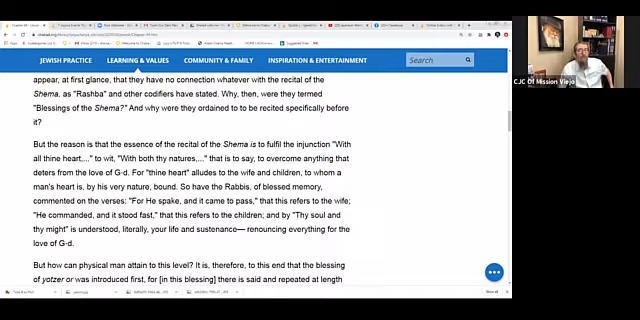 JEWISH PRACTICE LEARNING & VALUES COMMUNITY & FAMILY INSPIRATION & ENTERTAINMENT Search
appear, at first glance, that they have no connection whatever with the recital of the
Shema, as "Rashba" and other codifiers have stated. Why, then, were they termed
"Blessings of the Shema?" And why were they ordained to to be recited specifically before
it?
But the reason is that the essence of the recital of the Shema is to fulfil the injunction "With
all thine heart,..." to wit, "With both thy natures,..." that is to say, to overcome anything that
deters from the love of G-d. For "thine heart" alludes to the wife and children, to whom a
man's heart is, by his very nature, bound. So have the Rabbis, of blessed memory,
commented on the verses: "For He spake, and it came to pass," that this refers to the wife;
"He commanded, and it stood fast," that this refers to the children; and by "Thy soul and
thy might" is understood, literally, your life and sustenance— renouncing everything for the
love of G-d.
But how can physical man attain to this level? It is, therefore, to this end that the blessing
of yotzer or was introduced first, for [in this blessing] there is said and repeated at length
Show all
CJC Of Mission Viejo